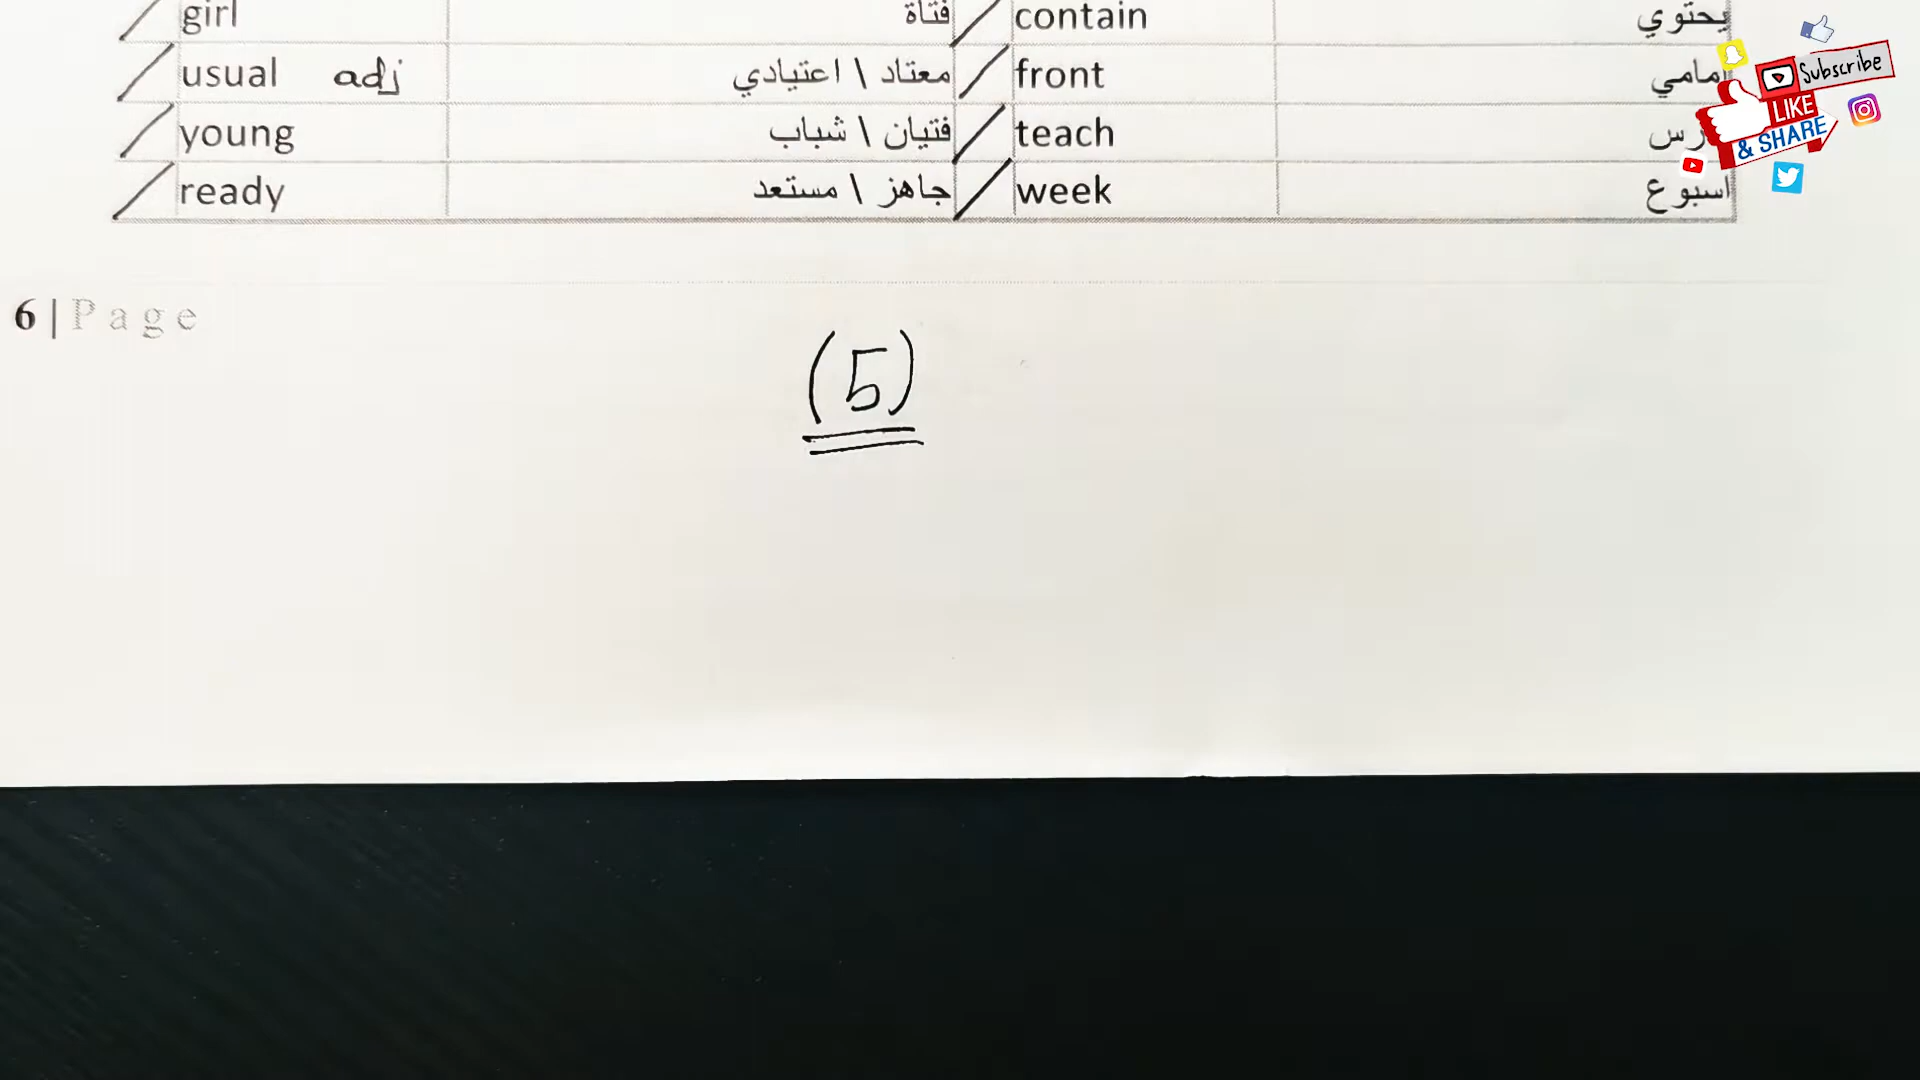 girl فتاة contain يحتوي
usual adj معتاد \ اعتيادي front امامي
young فتيان \ شباب teach
ready جاهز \ مستعد week اسبوع
6 | Page
(5)
Subscribe
LIKE
& SHARE